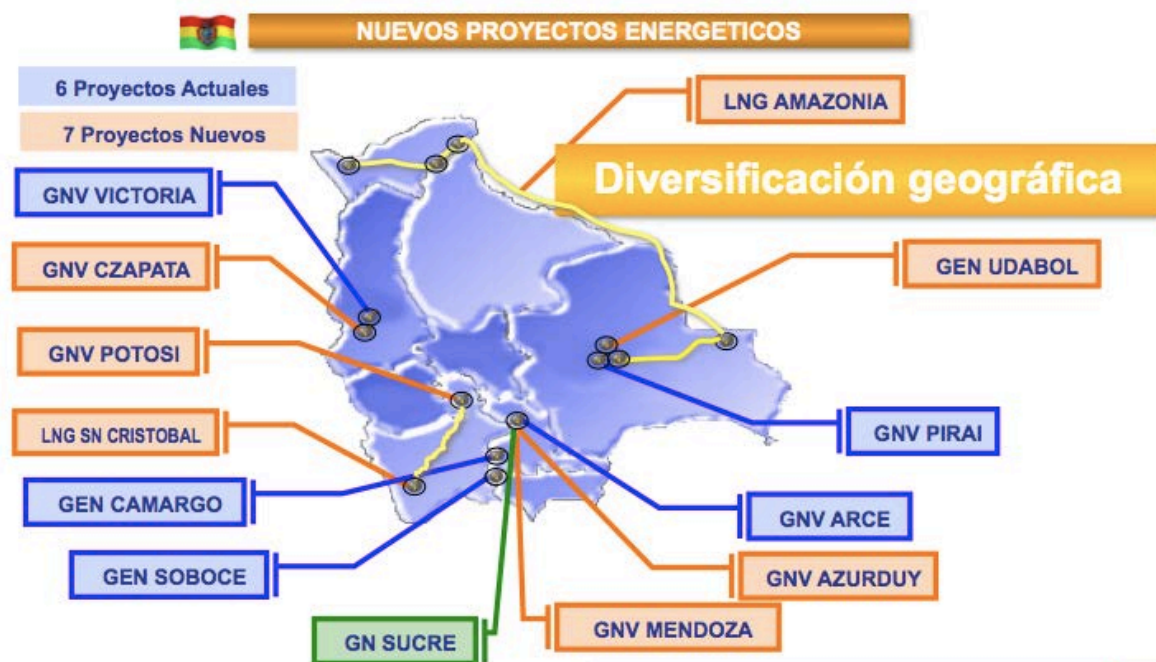 NUEVOS PROYECTOS ENERGETICOS
6 Proyectos Actuales
7 Proyectos Nuevos
LNG AMAZONIA
Diversificación geográfica
GNV VICTORIA
GNV CZAPATA
GEN UDABOL
GNV POTOSI
LNG SN CRISTOBAL
GNV PIRAI
GEN CAMARGO
GNV ARCE
GEN SOBOCE
GNV AZURDUY
GNV MENDOZA
GN SUCRE